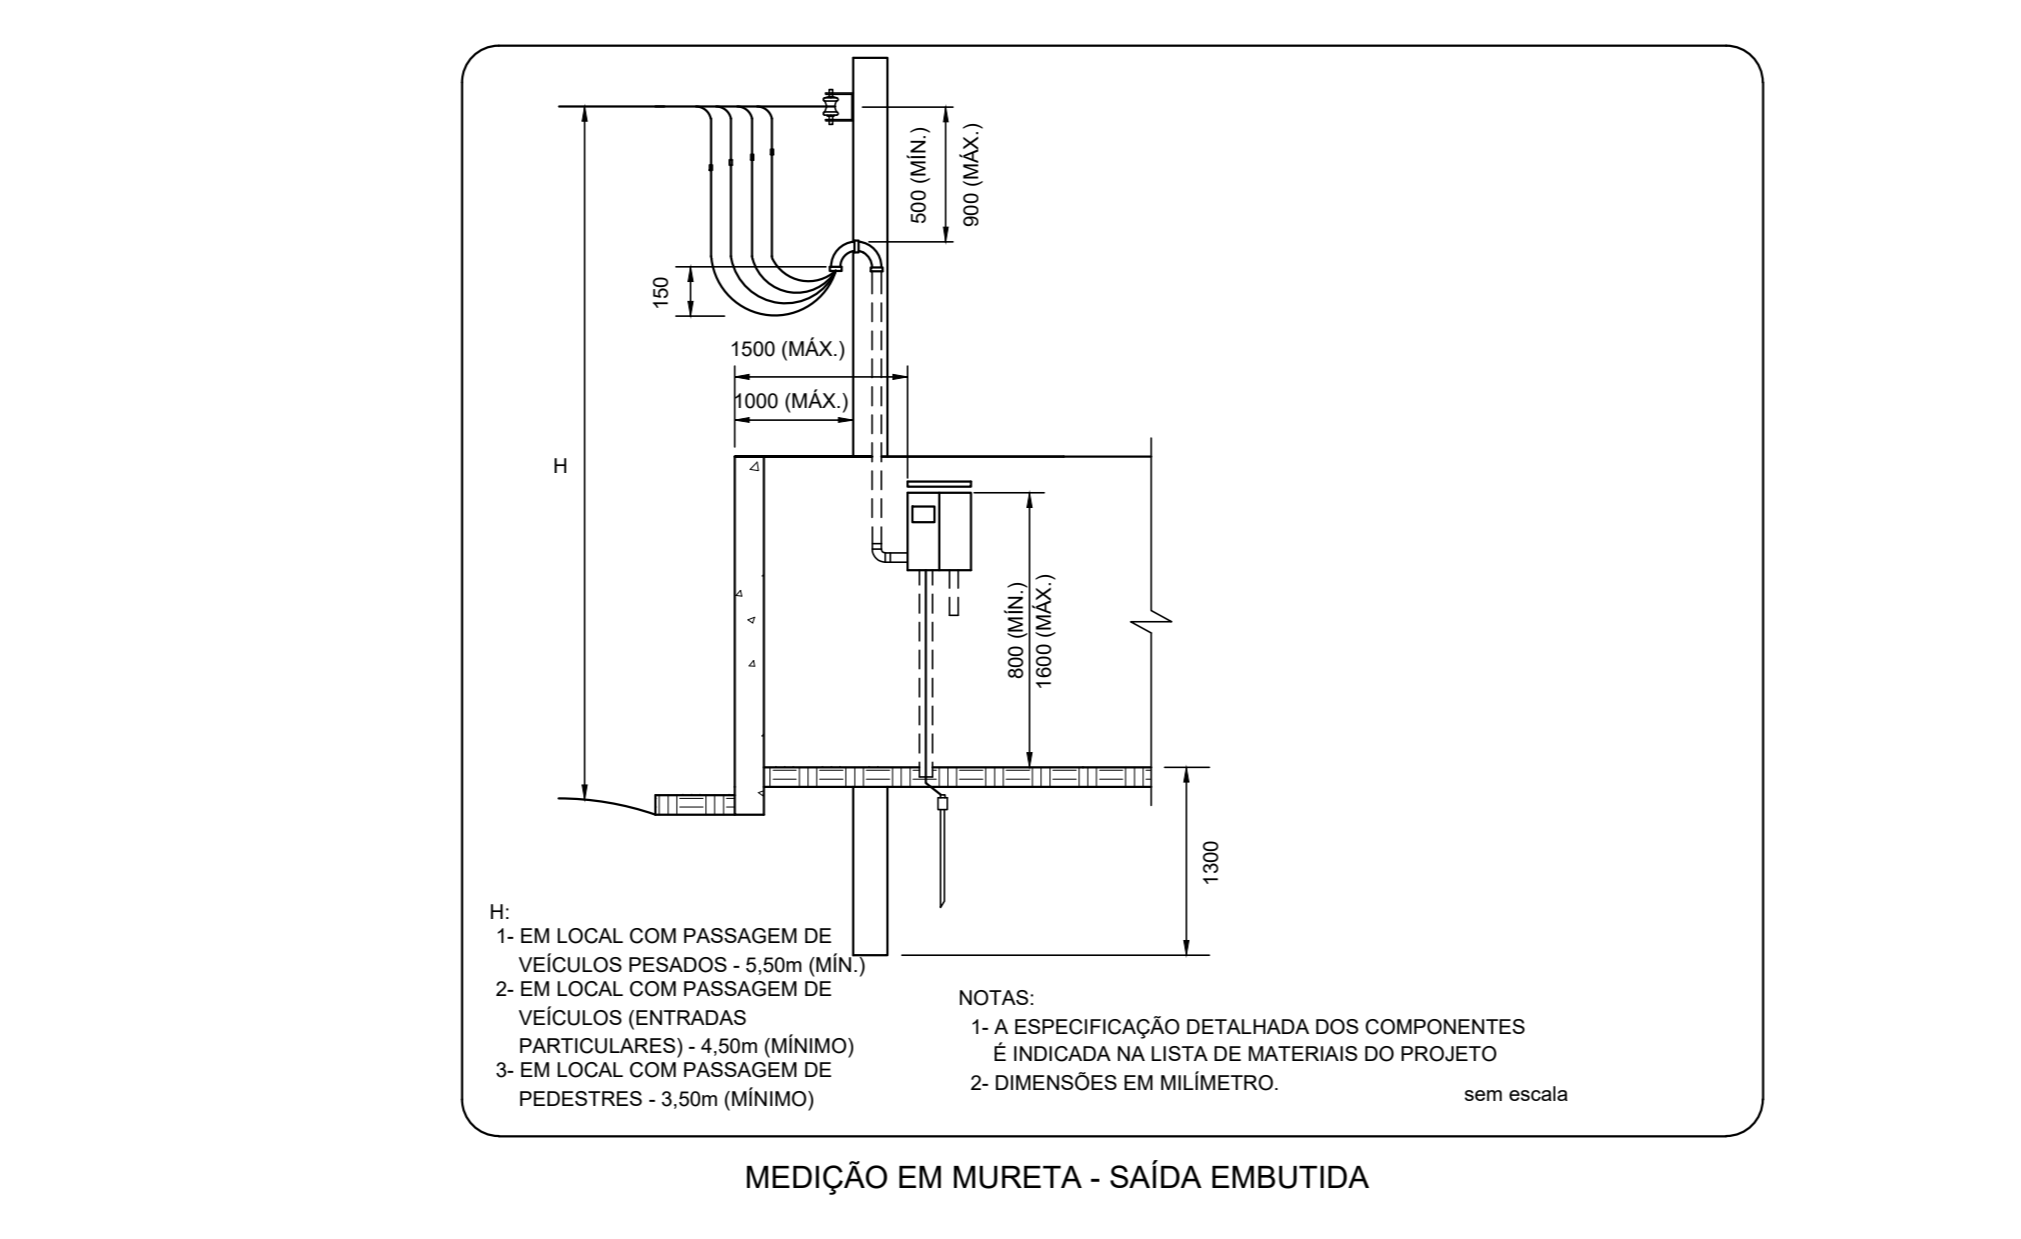 500 (MÍN.)
900 (MÁX.)
150
1500 (MÁX.)
1000 (MÁX.)
H
800 (MÍN.)
1600 (MÁX.)
1300
H:
1- EM LOCAL COM PASSAGEM DE
VEÍCULOS PESADOS - 5,50m (MÍN.)
2- EM LOCAL COM PASSAGEM DE
VEÍCULOS (ENTRADAS
PARTICULARES) - 4,50m (MÍNIMO)
3- EM LOCAL COM PASSAGEM DE
PEDESTRES - 3,50m (MÍNIMO)
NOTAS:
1- A ESPECIFICAÇÃO DETALHADA DOS COMPONENTES
É INDICADA NA LISTA DE MATERIAIS DO PROJETO
2- DIMENSÕES EM MILÍMETRO.
sem escala
MEDIÇÃO EM MURETA - SAÍDA EMBUTIDA